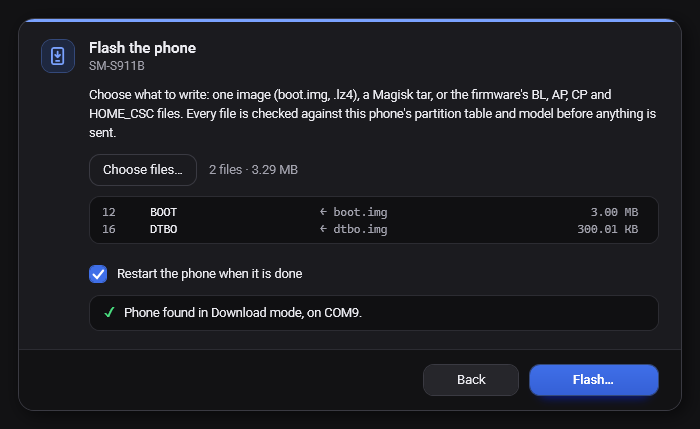 Flash the phone
SM-S911B
Choose what to write: one image (boot.img, .lz4), a Magisk tar, or the firmware's BL, AP, CP and
HOME_CSC files. Every file is checked against this phone's partition table and model before anything is
sent.
Choose files… 2 files · 3.29 MB
12 BOOT ← boot.img 3.00 MB
16 DTBO ← dtbo.img 300.01 KB
Restart the phone when it is done
✓ Phone found in Download mode, on COM9.
Back Flash…